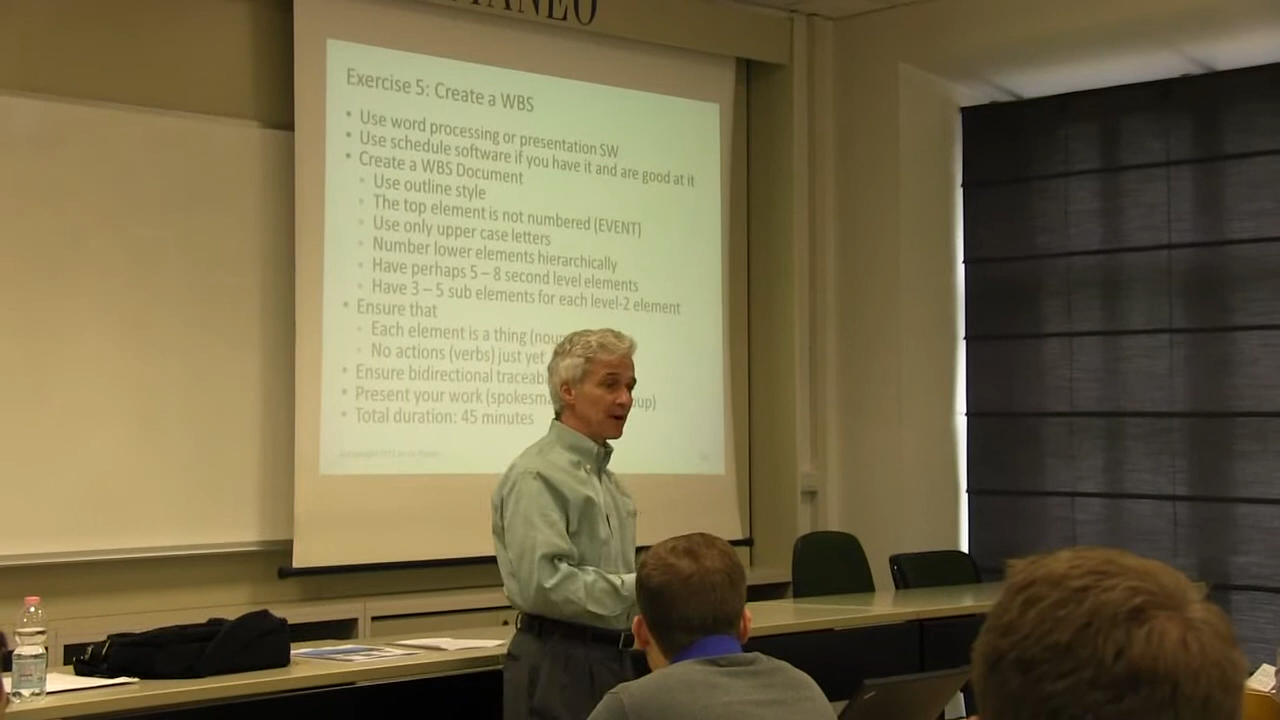 Exercise 5: Create a WBS
• Use word processing or presentation SW
• Use schedule software if you have it and are good at it
• Create a WBS Document
• Use outline style
• The top element is not numbered (EVENT)
• Use only upper case letters
• Number lower elements hierarchically
• Have perhaps 5 – 8 second level elements
• Have 3 – 5 sub elements for each level-2 element
• Ensure that
• Each element is a thing
• No actions (verbs) just yet
• Ensure bidirectional
• Present your work
• Total duration: 45 minutes